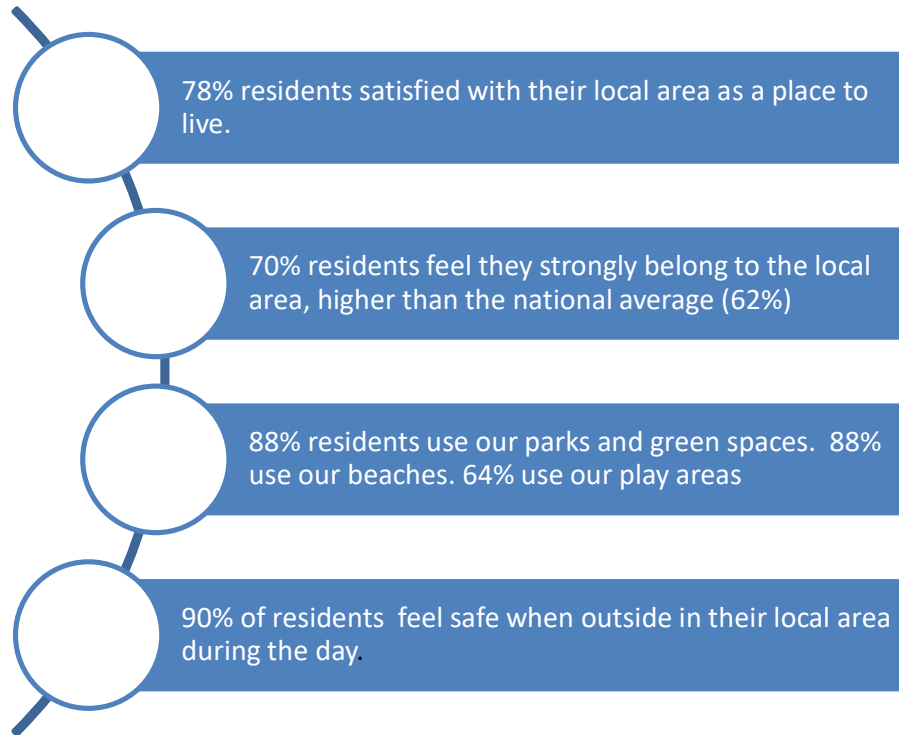 78% residents satisfied with their local area as a place to
live.
70% residents feel they strongly belong to the local
area, higher than the national average (62%)
88% residents use our parks and green spaces.  88%
use our beaches. 64% use our play areas
90% of residents  feel safe when outside in their local area
during the day.